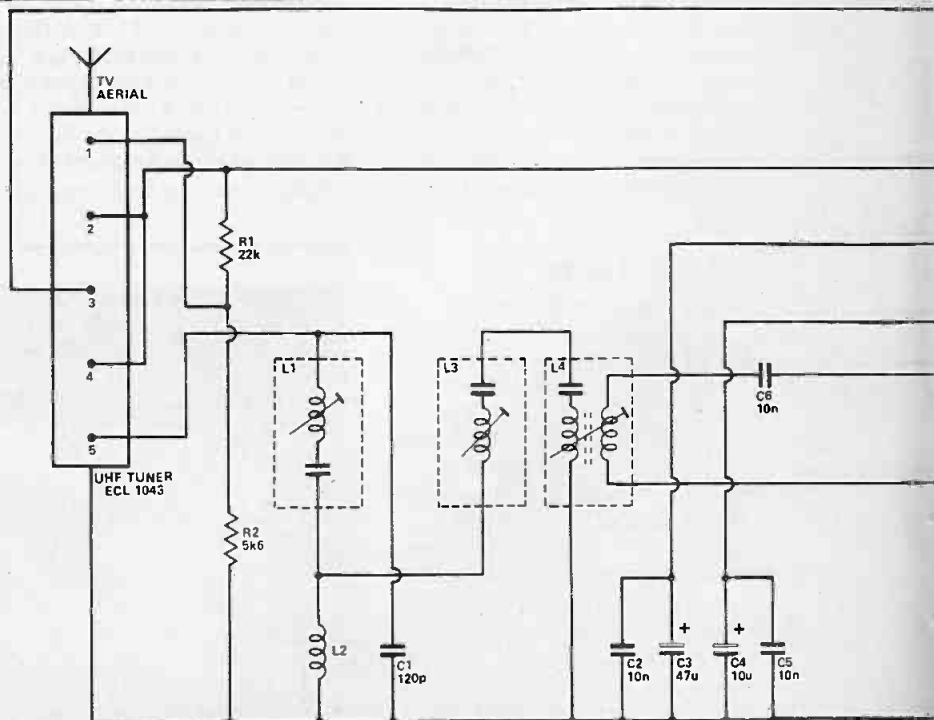 TV
AERIAL
1
2
3
4
5
UHF TUNER
ECL 1043
R1
22k
R2
5k6
L1
L2
L3
L4
C1
120p
C6
10n
C2
10n
+
C3
47u
+
C4
10u
C5
10n